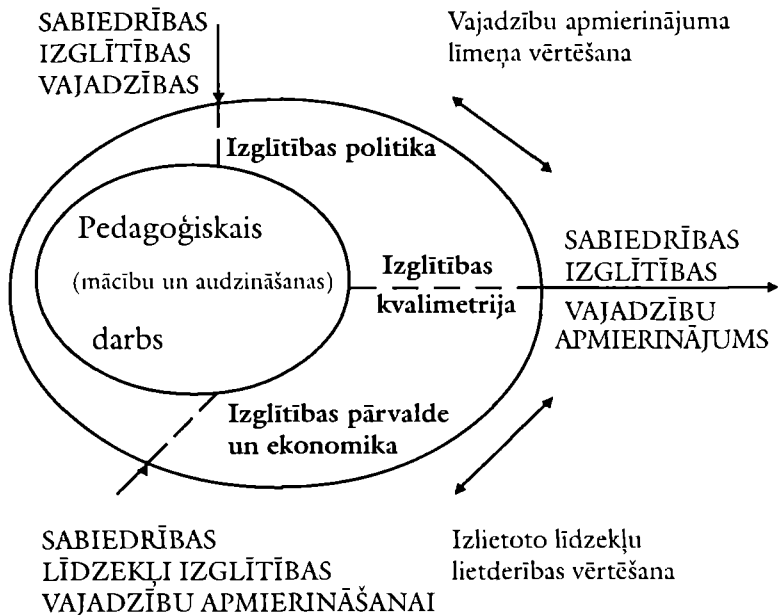 SABIEDRĪBAS
IZGLĪTĪBAS
VAJADZĪBAS
Vajadzību apmierinājuma
līmeņa vērtēšana
Izglītības politika
Pedagoģiskais
(mācību un audzināšanas)
darbs
Izglītības
kvalimetrija
SABIEDRĪBAS
IZGLĪTĪBAS
VAJADZĪBU
APMIERINĀJUMS
Izglītības pārvalde
un ekonomika
SABIEDRĪBAS
LĪDZEKĻI IZGLĪTĪBAS
VAJADZĪBU APMIERINĀŠANAI
Izlietoto līdzekļu
lietderības vērtēšana